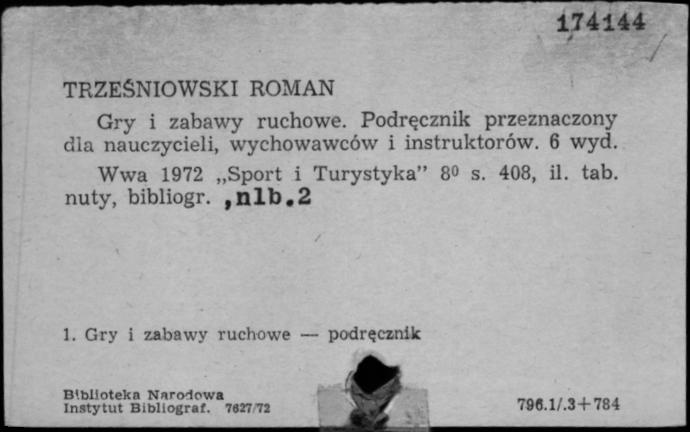 174144
TRZEŚNIOWSKI ROMAN
Gry i zabawy ruchowe. Podręcznik przeznaczony
dla nauczycieli, wychowawców i instruktorów. 6 wyd.
Wwa 1972 „Sport i Turystyka” 8⁰ s. 408, il. tab.
nuty, bibliogr. ,nlb.2
1. Gry i zabawy ruchowe — podręcznik
Biblioteka Narodowa
Instytut Bibliograf. 7627/72
796.1/.3+784